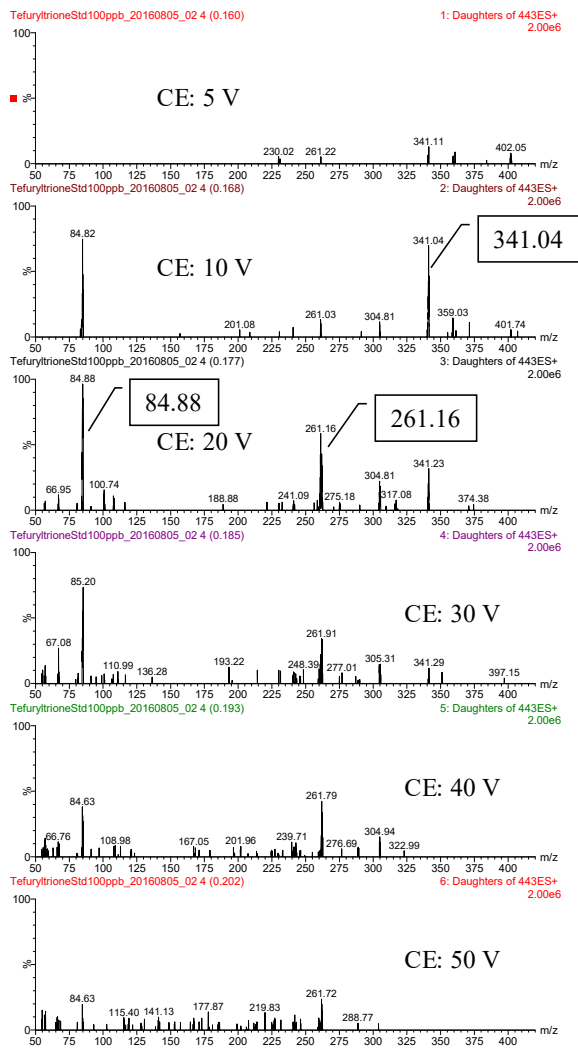 TefuryltrioneStd100ppb_20160805_02 4 (0.160) 1: Daughters of 443ES+
100 2.00e6
CE: 5 V
%
230.02 261.22 341.11 402.05
0 m/z
50 75 100 125 150 175 200 225 250 275 300 325 350 375 400
TefuryltrioneStd100ppb_20160805_02 4 (0.168) 2: Daughters of 443ES+
100 2.00e6
84.82 341.04 341.04
CE: 10 V
%
201.08 261.03 304.81 359.03 401.74
0 m/z
50 75 100 125 150 175 200 225 250 275 300 325 350 375 400
TefuryltrioneStd100ppb_20160805_02 4 (0.177) 3: Daughters of 443ES+
100 84.88 2.00e6
84.88 261.16 261.16
CE: 20 V
%
66.95 100.74 188.88 241.09 275.18 304.81 317.08 341.23 374.38
0 m/z
50 75 100 125 150 175 200 225 250 275 300 325 350 375 400
TefuryltrioneStd100ppb_20160805_02 4 (0.185) 4: Daughters of 443ES+
100 2.00e6
85.20 CE: 30 V
%
67.08 110.99 136.28 193.22 248.39 261.91 277.01 305.31 341.29 397.15
0 m/z
50 75 100 125 150 175 200 225 250 275 300 325 350 375 400
TefuryltrioneStd100ppb_20160805_02 4 (0.193) 5: Daughters of 443ES+
100 2.00e6
CE: 40 V
%
66.76 84.63 108.98 167.05 201.96 239.71 261.79 276.69 304.94 322.99
0 m/z
50 75 100 125 150 175 200 225 250 275 300 325 350 375 400
TefuryltrioneStd100ppb_20160805_02 4 (0.202) 6: Daughters of 443ES+
100 2.00e6
CE: 50 V
%
84.63 115.40 141.13 177.87 219.83 261.72 288.77
0 m/z
50 75 100 125 150 175 200 225 250 275 300 325 350 375 400